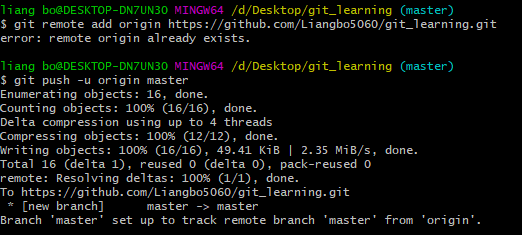 liang bo@DESKTOP-DN7UN3O MINGW64 /d/Desktop/git_learning (master)
$ git remote add origin https://github.com/Liangbo5060/git_learning.git
error: remote origin already exists.
liang bo@DESKTOP-DN7UN3O MINGW64 /d/Desktop/git_learning (master)
$ git push -u origin master
Enumerating objects: 16, done.
Counting objects: 100% (16/16), done.
Delta compression using up to 4 threads
Compressing objects: 100% (12/12), done.
Writing objects: 100% (16/16), 49.41 KiB | 2.35 MiB/s, done.
Total 16 (delta 1), reused 0 (delta 0), pack-reused 0
remote: Resolving deltas: 100% (1/1), done.
To https://github.com/Liangbo5060/git_learning.git
 * [new branch]      master -> master
Branch 'master' set up to track remote branch 'master' from 'origin'.